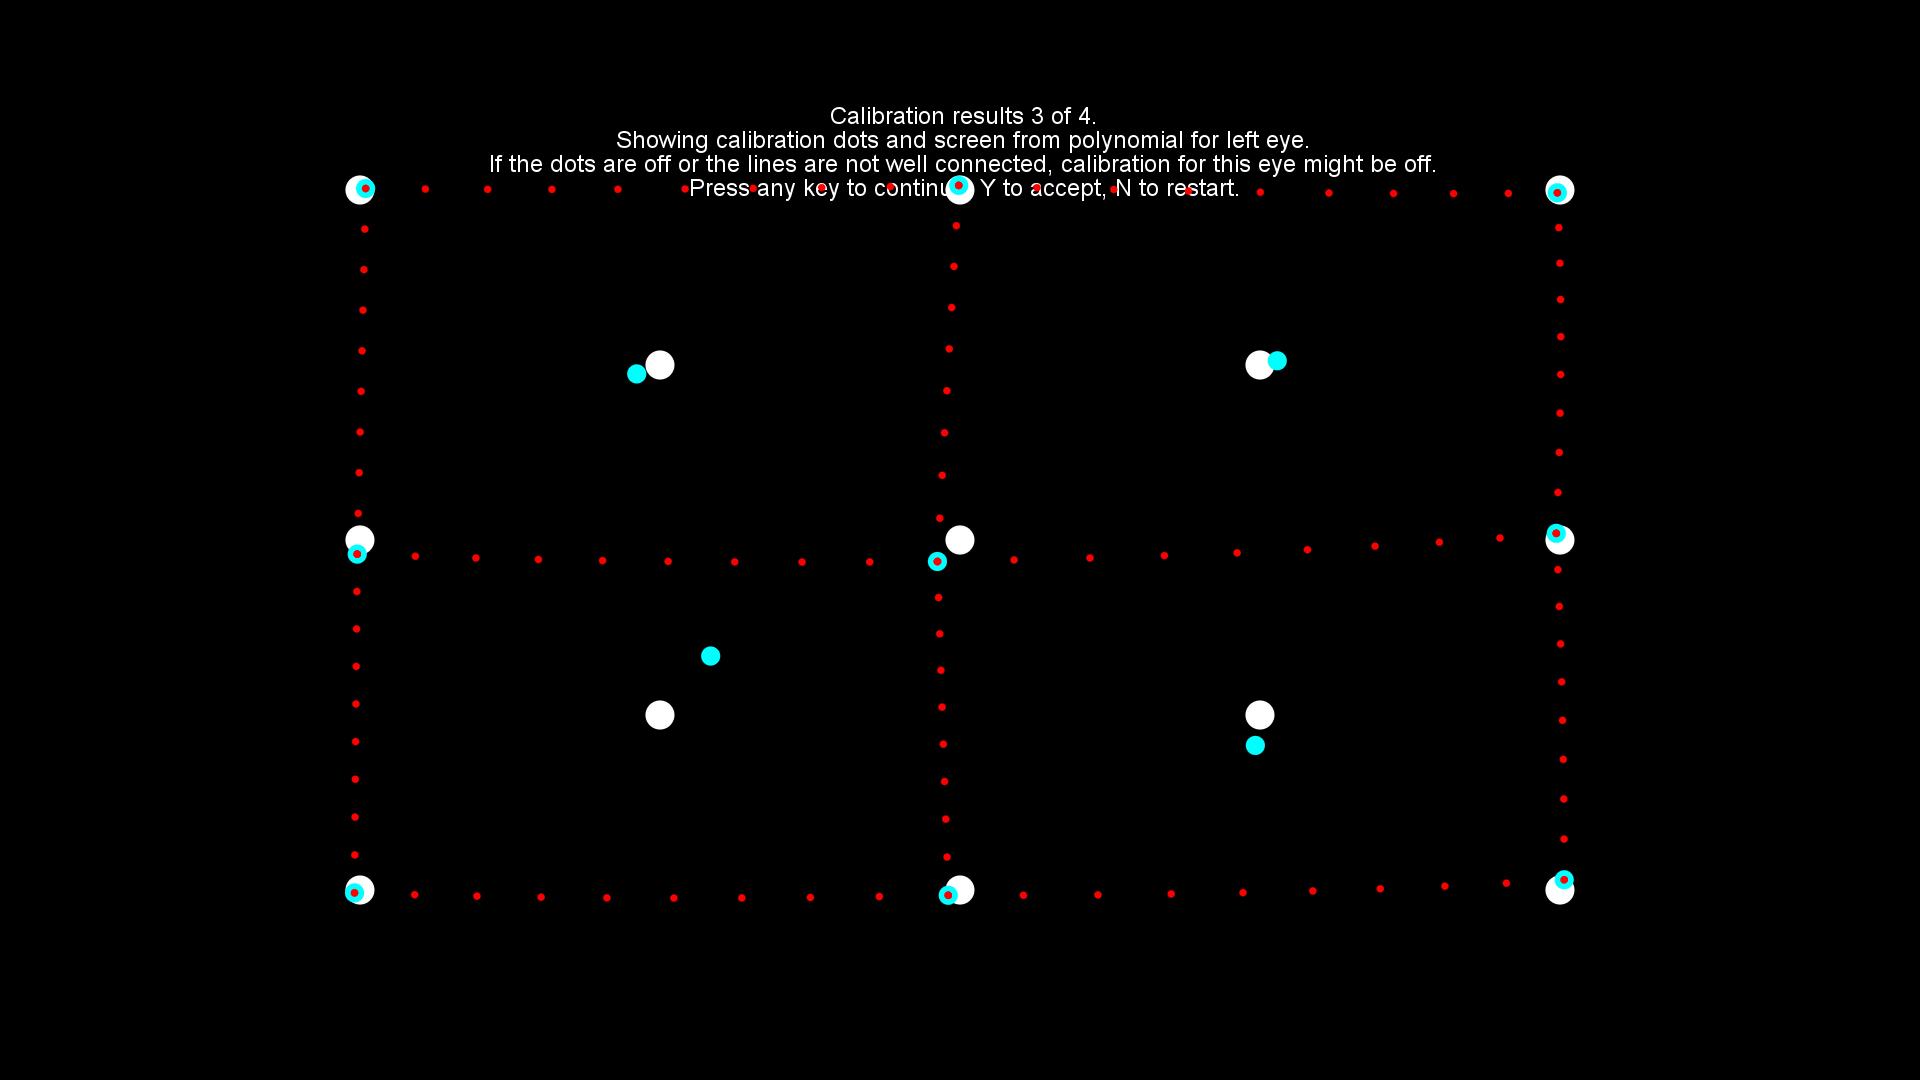 Calibration results 3 of 4.
Showing calibration dots and screen from polynomial for left eye.
If the dots are off or the lines are not well connected, calibration for this eye might be off.
Press any key to continue, Y to accept, N to restart.